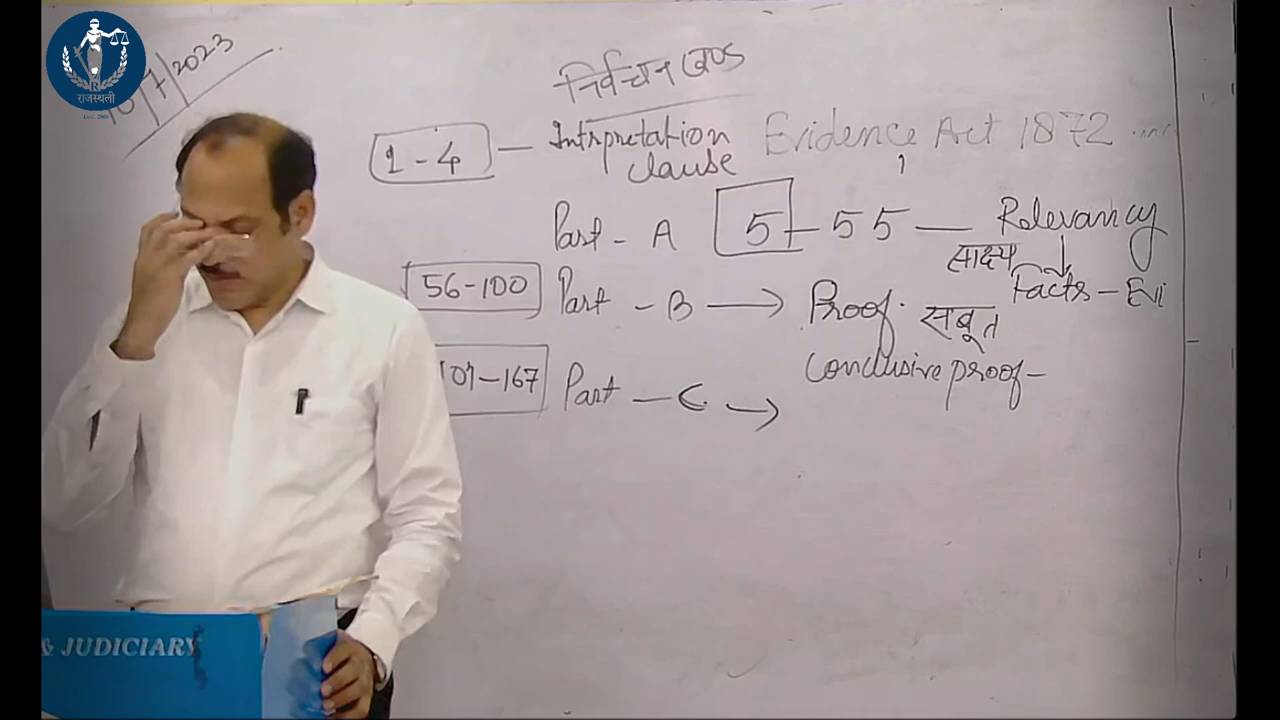 राजस्थली
10/7/2023
निर्वचन खण्ड
1-4 — Intrpretation Evidence Act 1872
clause
Part - A 5-55 — Relevancy
साक्ष्य
Facts - Evi
56-100 Part - B → Proof. सबूत
Conclusive proof-
101-167 Part - C →
& JUDICIARY